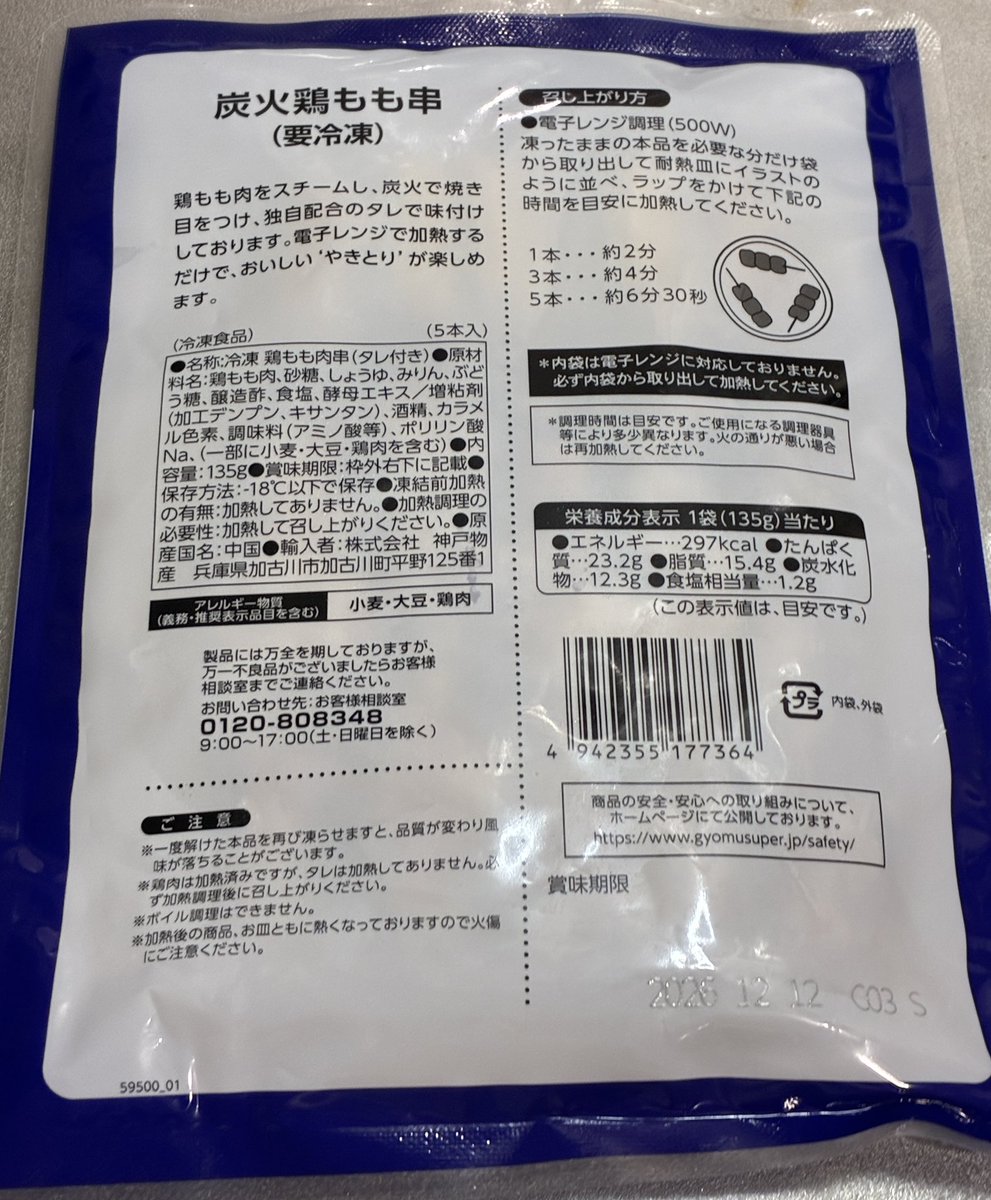 炭火鶏もも串
(要冷凍)
鶏もも肉をスチームし、炭火で焼き
目をつけ、独自配合のタレで味付け
しております。電子レンジで加熱する
だけで、おいしい‘やきとり’が楽しめ
ます。
(冷凍食品) (5本入)
●名称:冷凍 鶏もも肉串(タレ付き)●原材
料名:鶏もも肉、砂糖、しょうゆ、みりん、ぶど
う糖、醸造酢、食塩、酵母エキス/増粘剤
(加工デンプン、キサンタン)、酒精、カラメ
ル色素、調味料(アミノ酸等)、ポリリン酸
Na、(一部に小麦・大豆・鶏肉を含む)●内
容量:135g●賞味期限:枠外右下に記載●
保存方法:-18℃以下で保存●凍結前加熱
の有無:加熱してありません。●加熱調理の
必要性:加熱して召し上がりください。●原
産国名:中国●輸入者:株式会社 神戸物
産 兵庫県加古川市加古川町平野125番1
アレルギー物質
(義務・推奨表示品目を含む)
小麦・大豆・鶏肉
製品には万全を期しておりますが、
万一不良品がございましたらお客様
相談室までご連絡ください。
お問い合わせ先:お客様相談室
0120-808348
9:00~17:00(土・日曜日を除く)
ご注意
※一度解けた本品を再び凍らせますと、品質が変わり風
味が落ちることがございます。
※鶏肉は加熱済みですが、タレは加熱してありません。必
ず加熱調理後に召し上がりください。
※ボイル調理はできません。
※加熱後の商品、お皿ともに熱くなっておりますので火傷
にご注意ください。
59500_01
召し上がり方
●電子レンジ調理(500W)
凍ったままの本品を必要な分だけ袋
から取り出して耐熱皿にイラストの
ように並べ、ラップをかけて下記の
時間を目安に加熱してください。
1本・・・約2分
3本・・・約4分
5本・・・約6分30秒
*内袋は電子レンジに対応しておりません。
必ず内袋から取り出して加熱してください。
*調理時間は目安です。ご使用になる調理器具
等により多少異なります。火の通りが悪い場合
は再加熱してください。
栄養成分表示 1袋(135g)当たり
●エネルギー…297kcal ●たんぱく
質…23.2g ●脂質…15.4g ●炭水化
物…12.3g ●食塩相当量…1.2g
(この表示値は、目安です。)
4 942355 177364
プラ
内袋、外袋
商品の安全・安心への取り組みについて、
ホームページにて公開しております。
https://www.gyomusuper.jp/safety/
賞味期限
12 12 C03 S